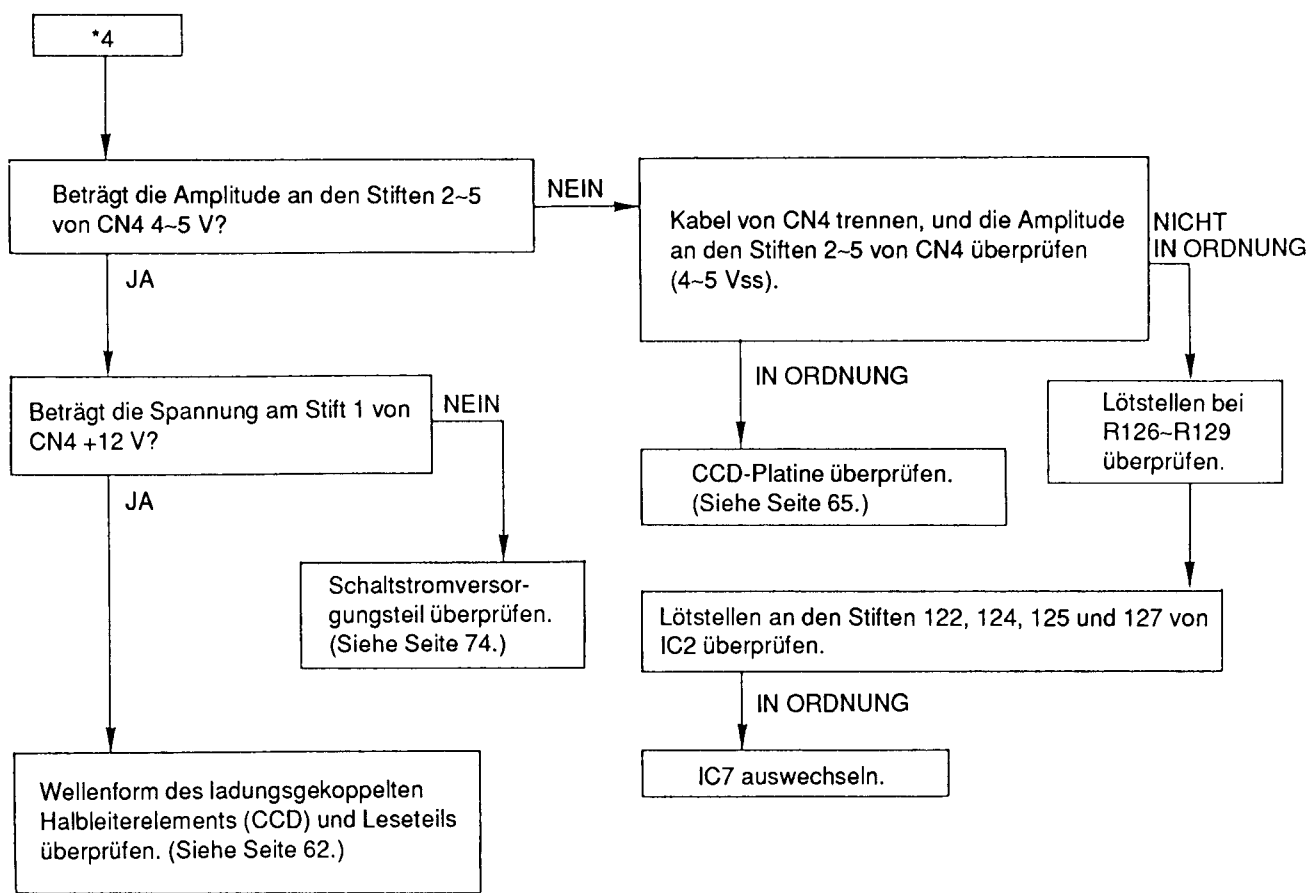 *4
Beträgt die Amplitude an den Stiften 2~5
von CN4 4~5 V?
NEIN
Kabel von CN4 trennen, und die Amplitude
an den Stiften 2~5 von CN4 überprüfen
(4~5 Vss).
NICHT
IN ORDNUNG
JA
IN ORDNUNG
Beträgt die Spannung am Stift 1 von
CN4 +12 V?
NEIN
Lötstellen bei
R126~R129
überprüfen.
CCD-Platine überprüfen.
(Siehe Seite 65.)
JA
Schaltstromversor-
gungsteil überprüfen.
(Siehe Seite 74.)
Lötstellen an den Stiften 122, 124, 125 und 127 von
IC2 überprüfen.
IN ORDNUNG
IC7 auswechseln.
Wellenform des ladungsgekoppelten
Halbleiterelements (CCD) und Leseteils
überprüfen. (Siehe Seite 62.)